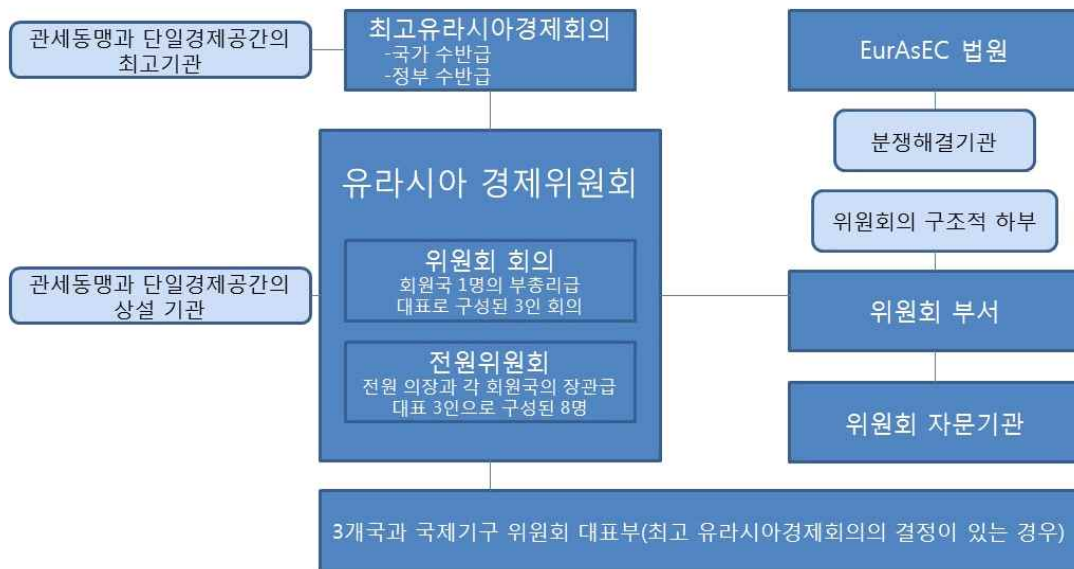 관세동맹과 단일경제공간의
최고기관
최고유라시아경제회의
-국가 수반급
-정부 수반급
EurAsEC 법원
분쟁해결기관
유라시아 경제위원회
위원회의 구조적 하부
관세동맹과 단일경제공간의
상설 기관
위원회 회의
회원국 1명의 부총리급
대표로 구성된 3인 회의
위원회 부서
전원위원회
전원 의장과 각 회원국의 장관급
대표 3인으로 구성된 8명
위원회 자문기관
3개국과 국제기구 위원회 대표부(최고 유라시아경제회의의 결정이 있는 경우)